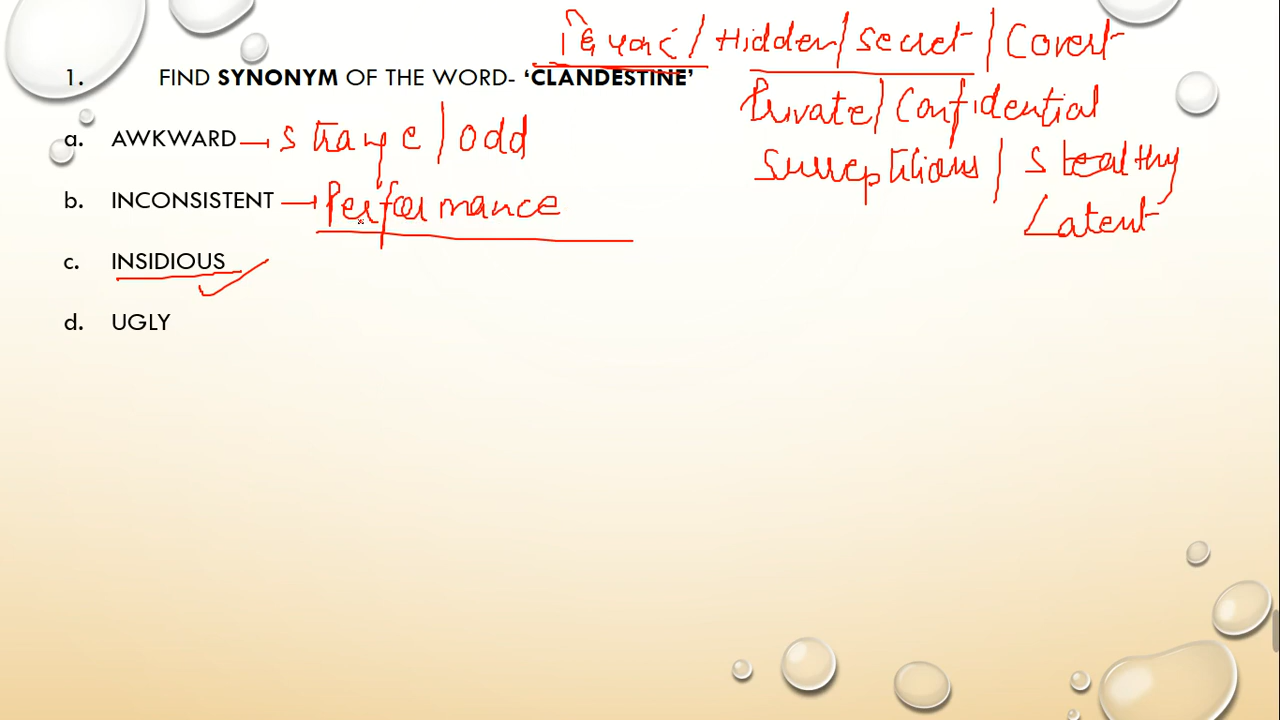 / Hidden / secret / Covert
1. FIND SYNONYM OF THE WORD- ‘CLANDESTINE’
Private / Confidential
a. AWKWARD → strange / odd
surreptitious / Stealthy
b. INCONSISTENT → Performance
Latent
c. INSIDIOUS
d. UGLY